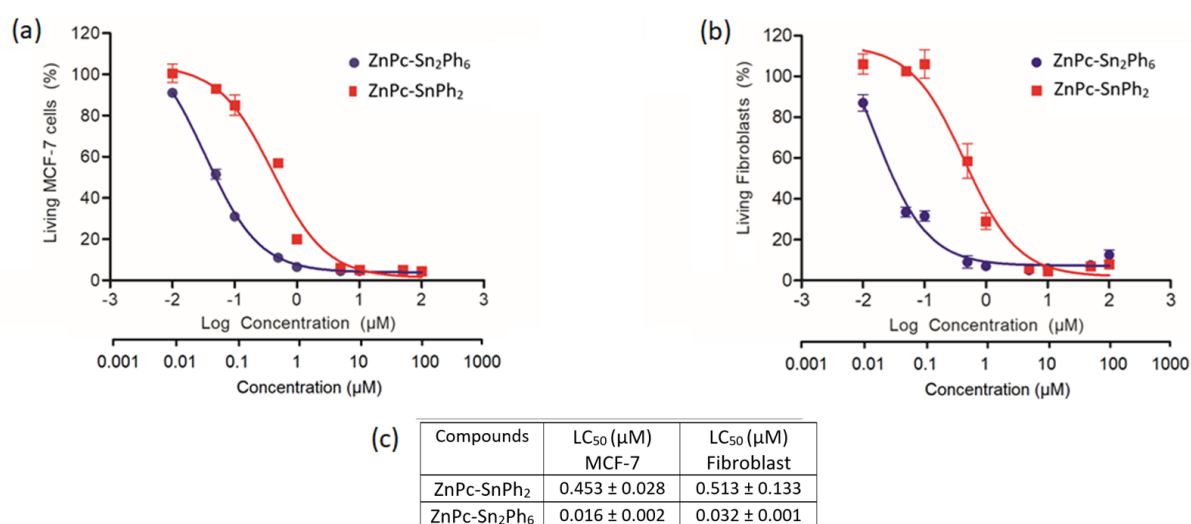 (a)
120
100
80
60
40
20
0
Living MCF-7 cells (%)
ZnPc-Sn₂Ph₆
ZnPc-SnPh₂
-3 -2 -1 0 1 2 3
Log Concentration (µM)
0.001 0.01 0.1 1 10 100 1000
Concentration (µM)
(b)
120
100
80
60
40
20
0
Living Fibroblasts (%)
ZnPc-Sn₂Ph₆
ZnPc-SnPh₂
-3 -2 -1 0 1 2 3
Log Concentration (µM)
0.001 0.01 0.1 1 10 100 1000
Concentration (µM)
(c)
Compounds LC₅₀ (µM) LC₅₀ (µM)
MCF-7 Fibroblast
ZnPc-SnPh₂ 0.453 ± 0.028 0.513 ± 0.133
ZnPc-Sn₂Ph₆ 0.016 ± 0.002 0.032 ± 0.001